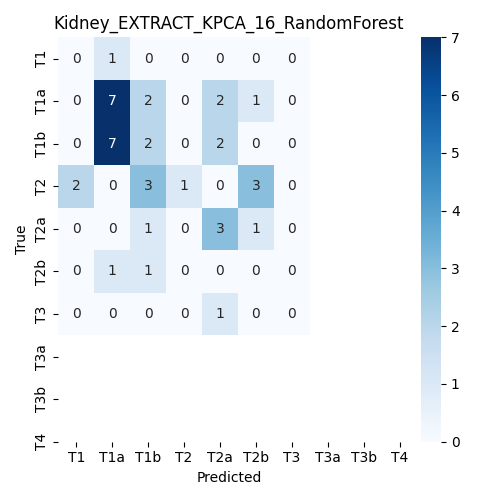 Kidney_EXTRACT_KPCA_16_RandomForest
T1 0 1 0 0 0 0 0
T1a 0 7 2 0 2 1 0
T1b 0 7 2 0 2 0 0
T2 2 0 3 1 0 3 0
T2a 0 0 1 0 3 1 0
T2b 0 1 1 0 0 0 0
T3 0 0 0 0 1 0 0
T3a
T3b
T4
True
T1 T1a T1b T2 T2a T2b T3 T3a T3b T4
Predicted
7
6
5
4
3
2
1
0